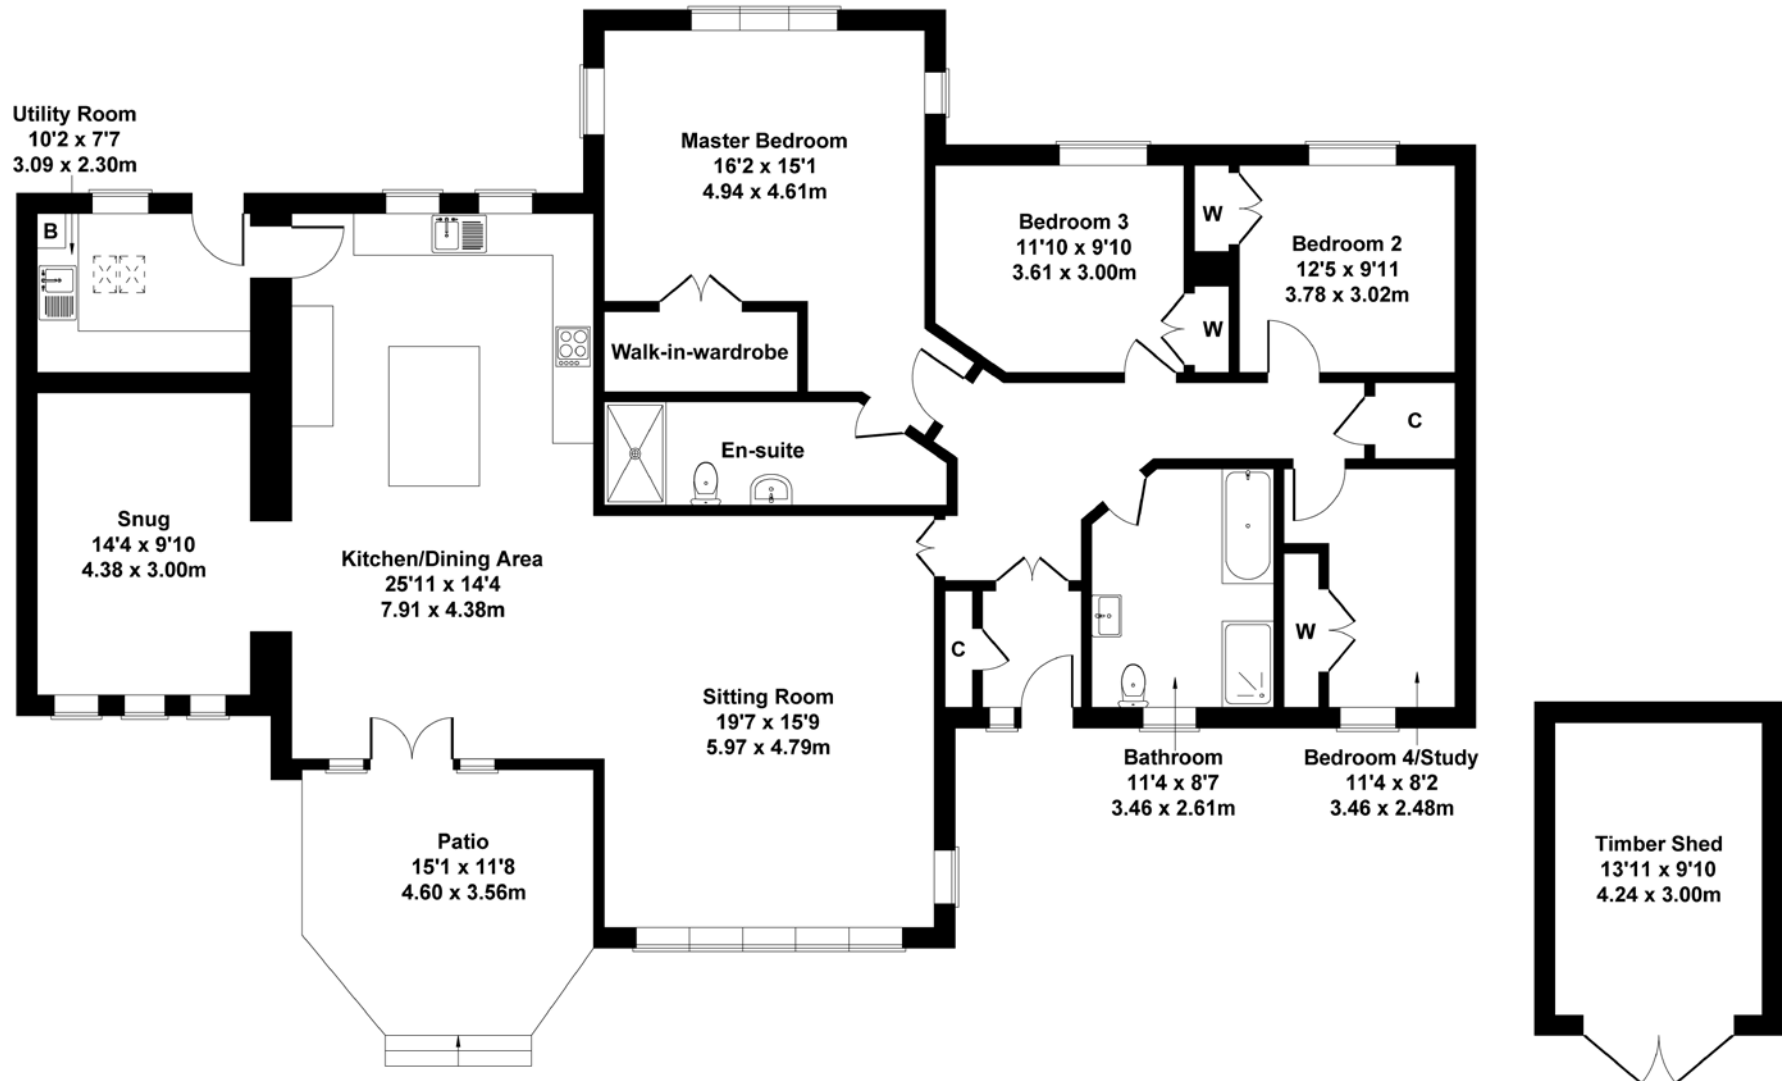 Utility Room
10'2 x 7'7
3.09 x 2.30m
B
Master Bedroom
16'2 x 15'1
4.94 x 4.61m
Bedroom 3
11'10 x 9'10
3.61 x 3.00m
W
Bedroom 2
12'5 x 9'11
3.78 x 3.02m
W
Walk-in-wardrobe
C
En-suite
Snug
14'4 x 9'10
4.38 x 3.00m
Kitchen/Dining Area
25'11 x 14'4
7.91 x 4.38m
Sitting Room
19'7 x 15'9
5.97 x 4.79m
C
W
Bathroom
11'4 x 8'7
3.46 x 2.61m
Bedroom 4/Study
11'4 x 8'2
3.46 x 2.48m
Patio
15'1 x 11'8
4.60 x 3.56m
Timber Shed
13'11 x 9'10
4.24 x 3.00m